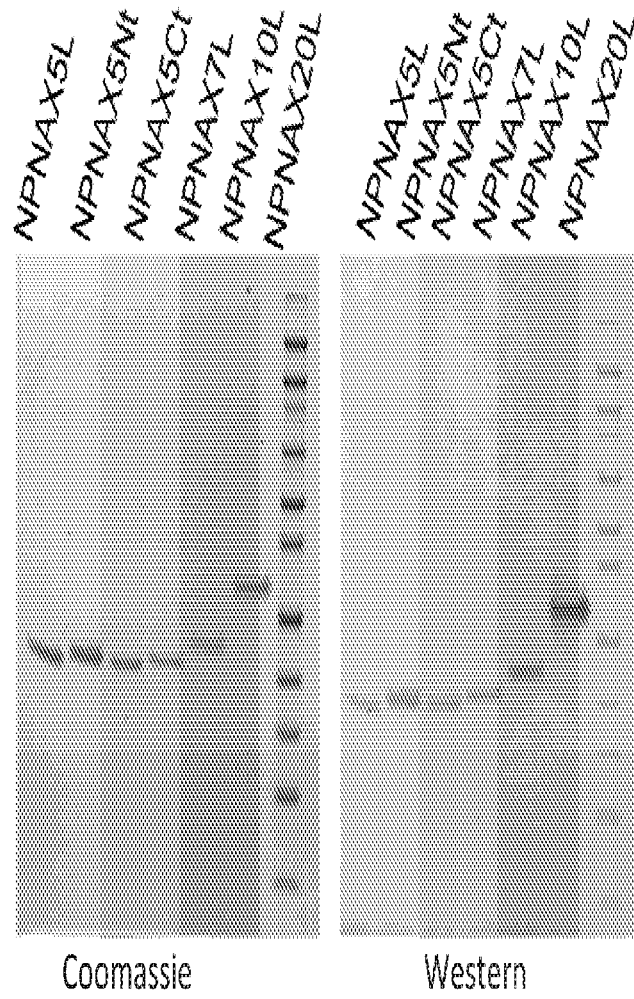 NPNAX5L
NPNAX5Nt
NPNAX5Ct
NPNAX7L
NPNAX10L
NPNAX20L
NPNAX5L
NPNAX5Nt
NPNAX5Ct
NPNAX7L
NPNAX10L
NPNAX20L
Coomassie
Western